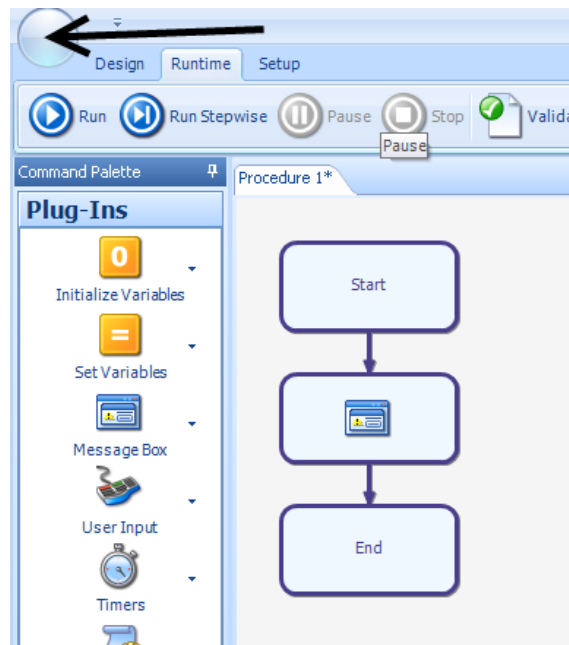 Design Runtime Setup
Run Run Stepwise Pause Stop Valida
Pause
Command Palette
Procedure 1*
Plug-Ins
0
Initialize Variables
=
Set Variables
Message Box
User Input
Timers
Start
End